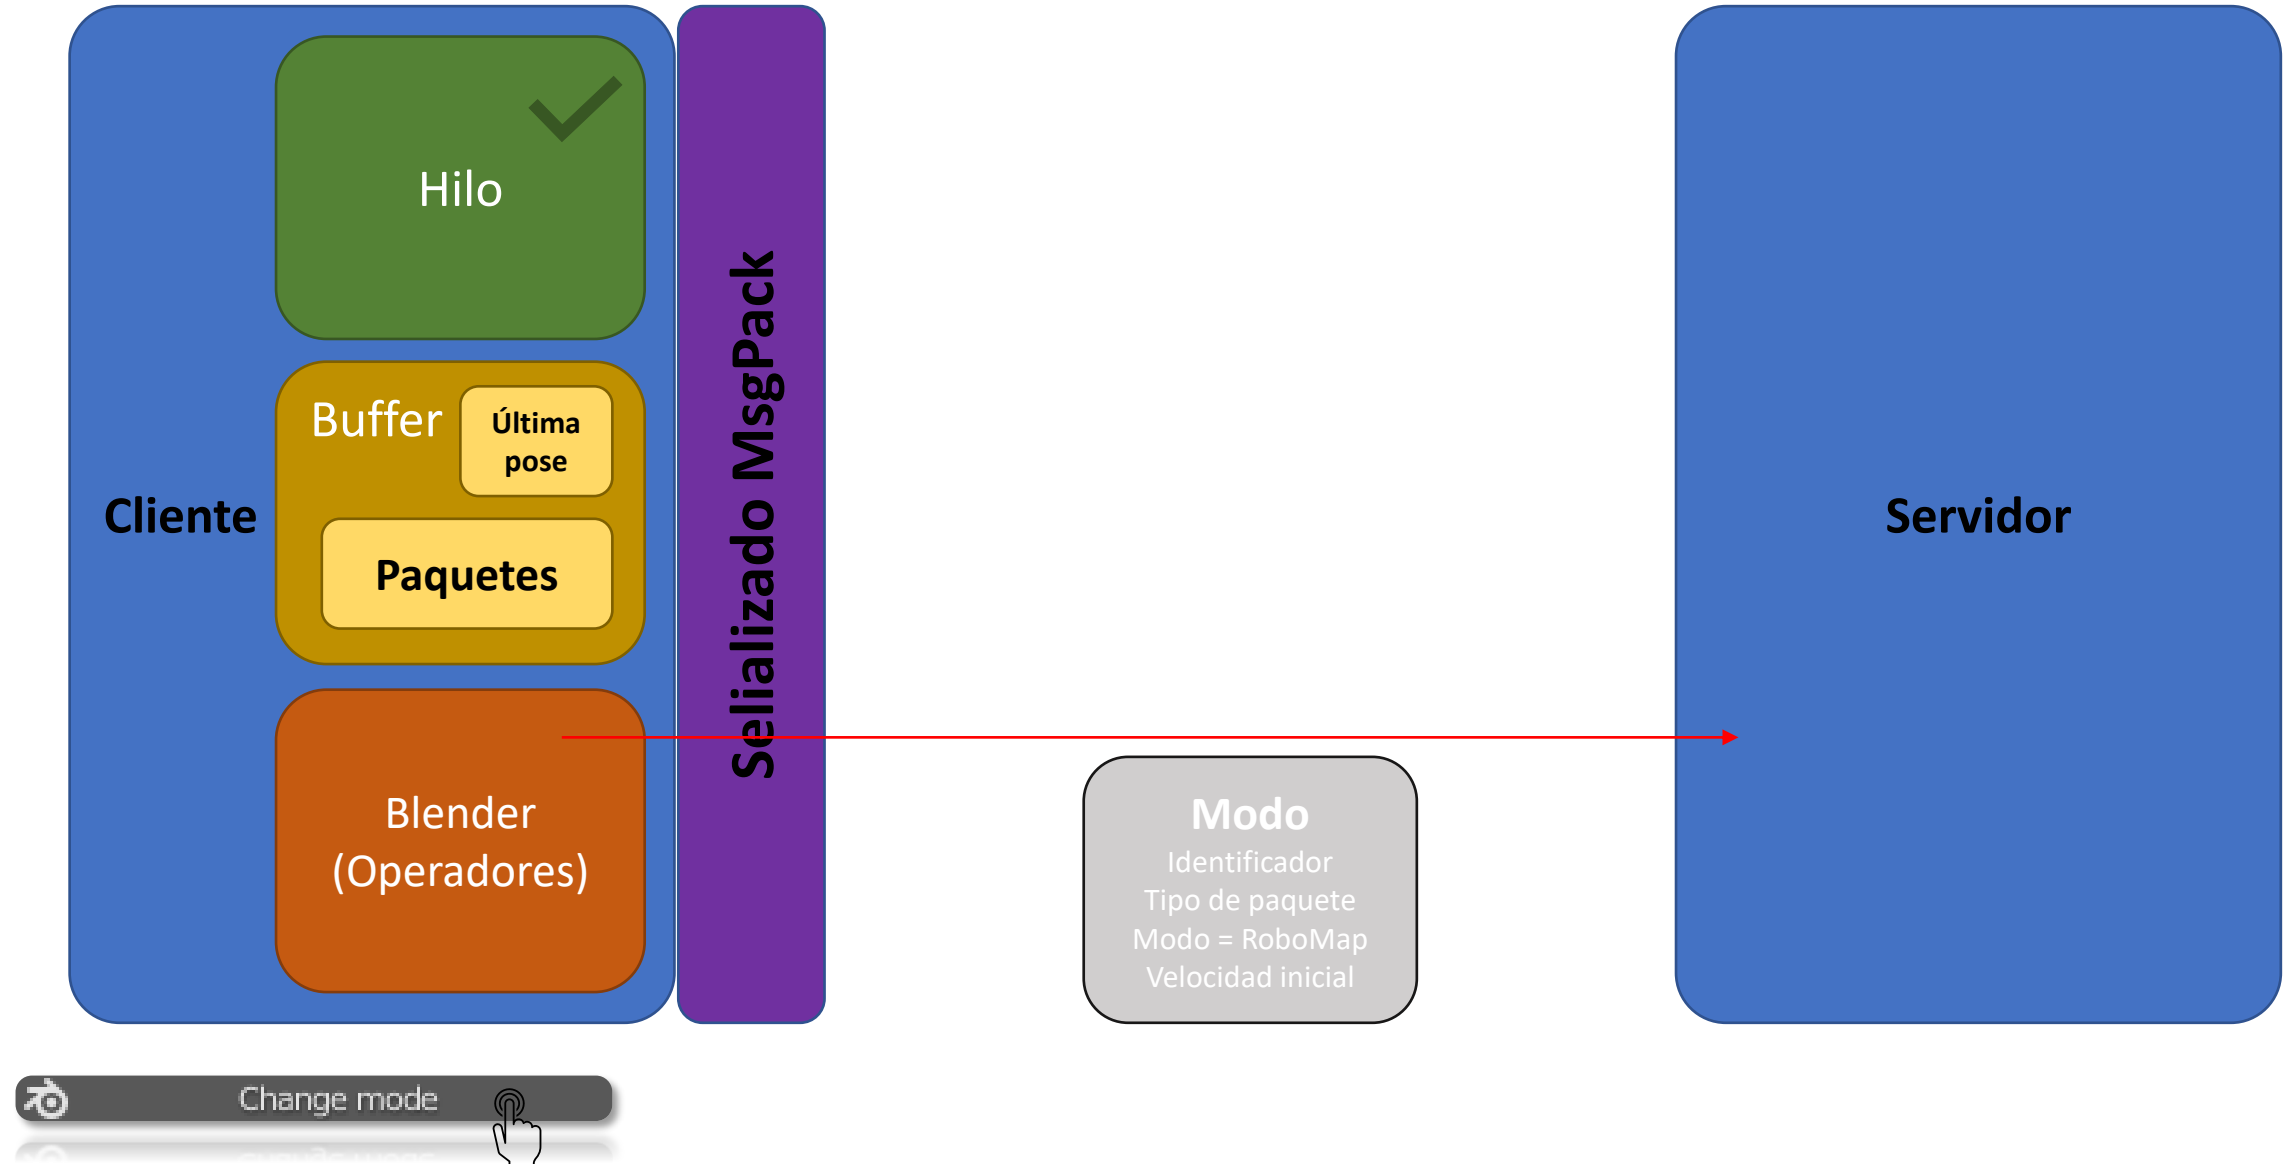 Hilo
Buffer
Última
pose
Paquetes
Cliente
Blender
(Operadores)
Selializado MsgPack
Servidor
Modo
Identificador
Tipo de paquete
Modo = RoboMap
Velocidad inicial
Change mode